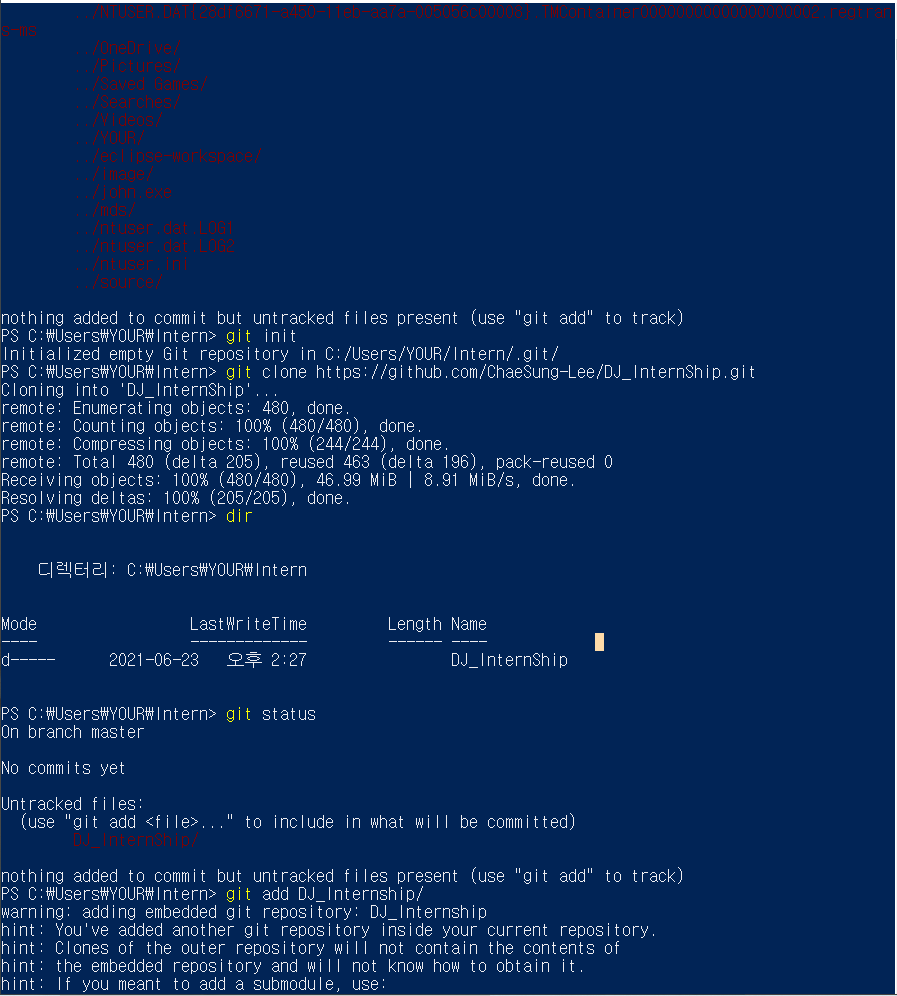 ./OneDrive/
./Pictures/
./Saved Games/
./Searches/
./Videos/
./eclipse-workspace/
./image/
./source/
nothing added to commit but untracked files present (use "git add" to track)
PS C:₩Users₩YOUR₩Intern> git init
Initialized empty Git repository in C:/Users/YOUR/Intern/.git/
PS C:₩Users₩YOUR₩Intern> git clone https://github.com/ChaeSung-Lee/DJ_InternShip.git
Cloning into 'DJ_InternShip'...
remote: Enumerating objects: 480, done.
remote: Counting objects: 100% (480/480), done.
remote: Compressing objects: 100% (244/244), done.
remote: Total 480 (delta 205), reused 463 (delta 196), pack-reused 0
Receiving objects: 100% (480/480), 46.99 MiB | 8.91 MiB/s, done.
Resolving deltas: 100% (205/205), done.
PS C:₩Users₩YOUR₩Intern> dir
디렉터리: C:₩Users₩YOUR₩Intern
Mode LastWriteTime Length Name
---- ------------- ------ ----
d----- 2021-06-23 오후 2:27 DJ_InternShip
PS C:₩Users₩YOUR₩Intern> git status
On branch master
No commits yet
Untracked files:
(use "git add <file>..." to include in what will be committed)
DJ_InternShip/
nothing added to commit but untracked files present (use "git add" to track)
PS C:₩Users₩YOUR₩Intern> git add DJ_Internship/
warning: adding embedded git repository: DJ_Internship
hint: You've added another git repository inside your current repository.
hint: Clones of the outer repository will not contain the contents of
hint: the embedded repository and will not know how to obtain it.
hint: If you meant to add a submodule, use: